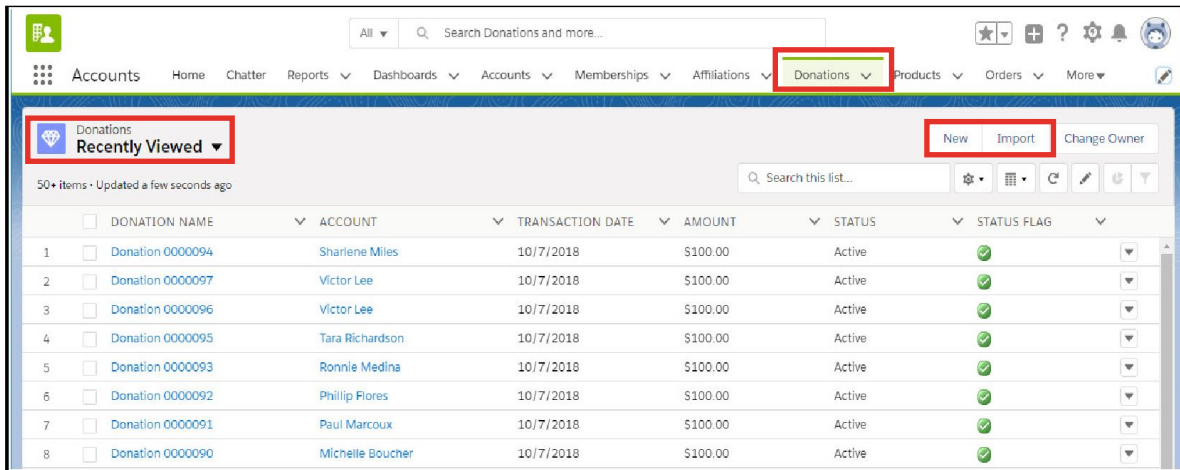 All Search Donations and more...
Accounts Home Chatter Reports Dashboards Accounts Memberships Affiliations Donations Products Orders More
Donations
Recently Viewed
New Import Change Owner
50+ items • Updated a few seconds ago
Search this list...
DONATION NAME ACCOUNT TRANSACTION DATE AMOUNT STATUS STATUS FLAG
1 Donation 0000094 Sharlene Miles 10/7/2018 $100.00 Active
2 Donation 0000097 Victor Lee 10/7/2018 $100.00 Active
3 Donation 0000096 Victor Lee 10/7/2018 $100.00 Active
4 Donation 0000095 Tara Richardson 10/7/2018 $100.00 Active
5 Donation 0000093 Ronnie Medina 10/7/2018 $100.00 Active
6 Donation 0000092 Phillip Flores 10/7/2018 $100.00 Active
7 Donation 0000091 Paul Marcoux 10/7/2018 $100.00 Active
8 Donation 0000090 Michelle Boucher 10/7/2018 $100.00 Active